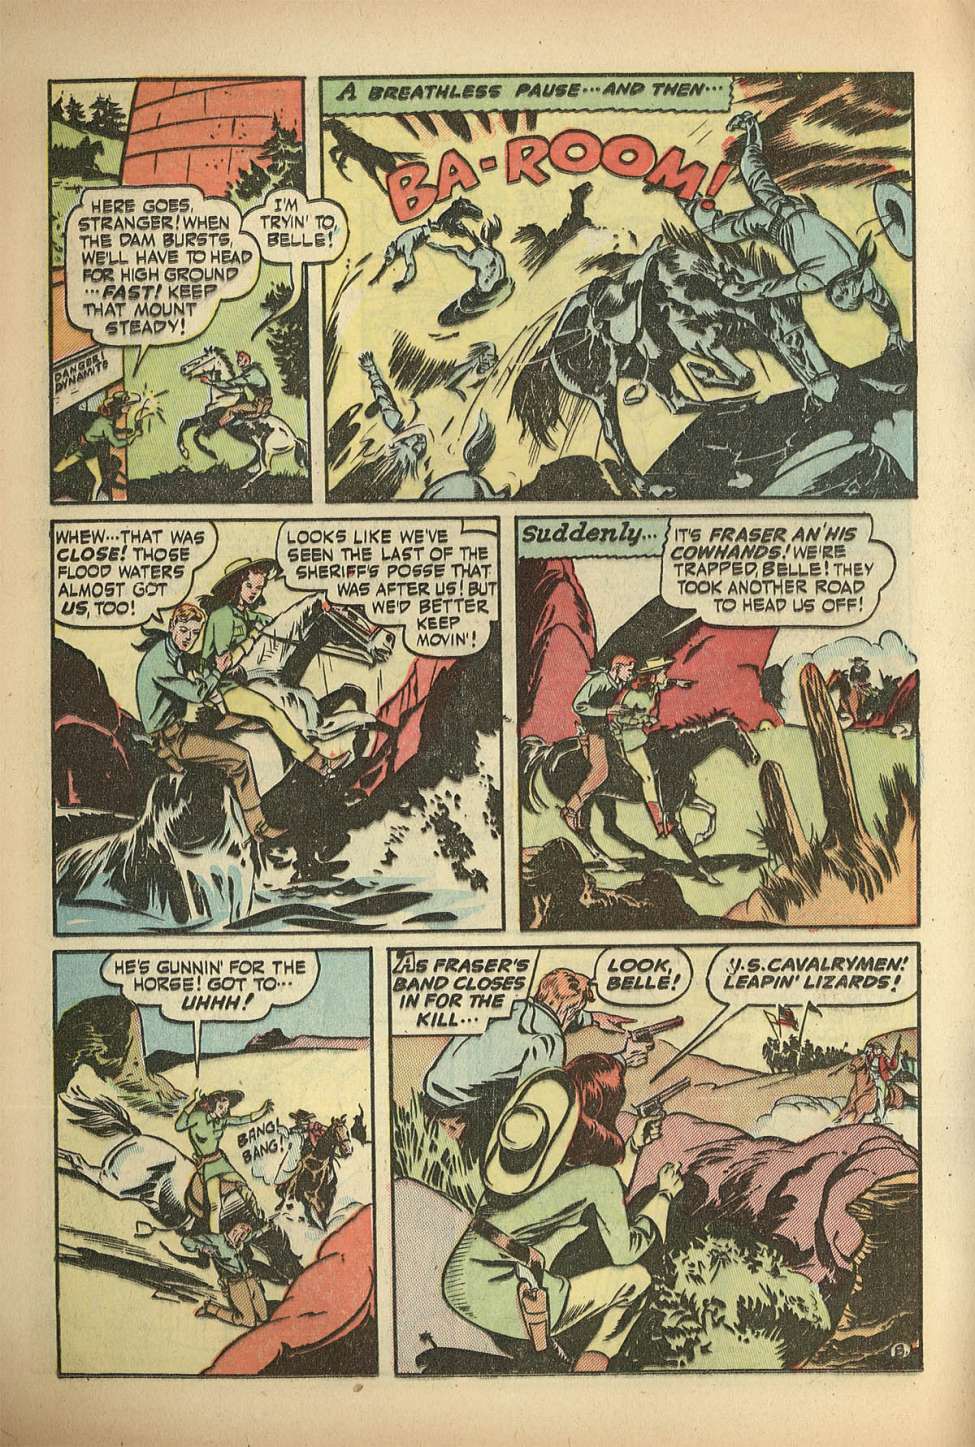 HERE GOES,
STRANGER! WHEN
THE DAM BURSTS,
WE'LL HAVE TO HEAD
FOR HIGH GROUND
...FAST! KEEP
THAT MOUNT
STEADY!
I'M
TRYIN' TO,
BELLE!
DANGER!
DYNAMITE
A BREATHLESS PAUSE...AND THEN...
BA-ROOM!
WHEW...THAT WAS
CLOSE! THOSE
FLOOD WATERS
ALMOST GOT
US, TOO!
LOOKS LIKE WE'VE
SEEN THE LAST OF THE
SHERIFF'S POSSE THAT
WAS AFTER US! BUT
WE'D BETTER
KEEP
MOVIN'!
Suddenly...
IT'S FRASER AN' HIS
COWHANDS! WE'RE
TRAPPED, BELLE! THEY
TOOK ANOTHER ROAD
TO HEAD US OFF!
HE'S GUNNIN' FOR THE
HORSE! GOT TO...
UHHH!
BANG!
BANG!
AS FRASER'S
BAND CLOSES
IN FOR THE
KILL...
LOOK,
BELLE!
U.S. CAVALRYMEN!
LEAPIN' LIZARDS!